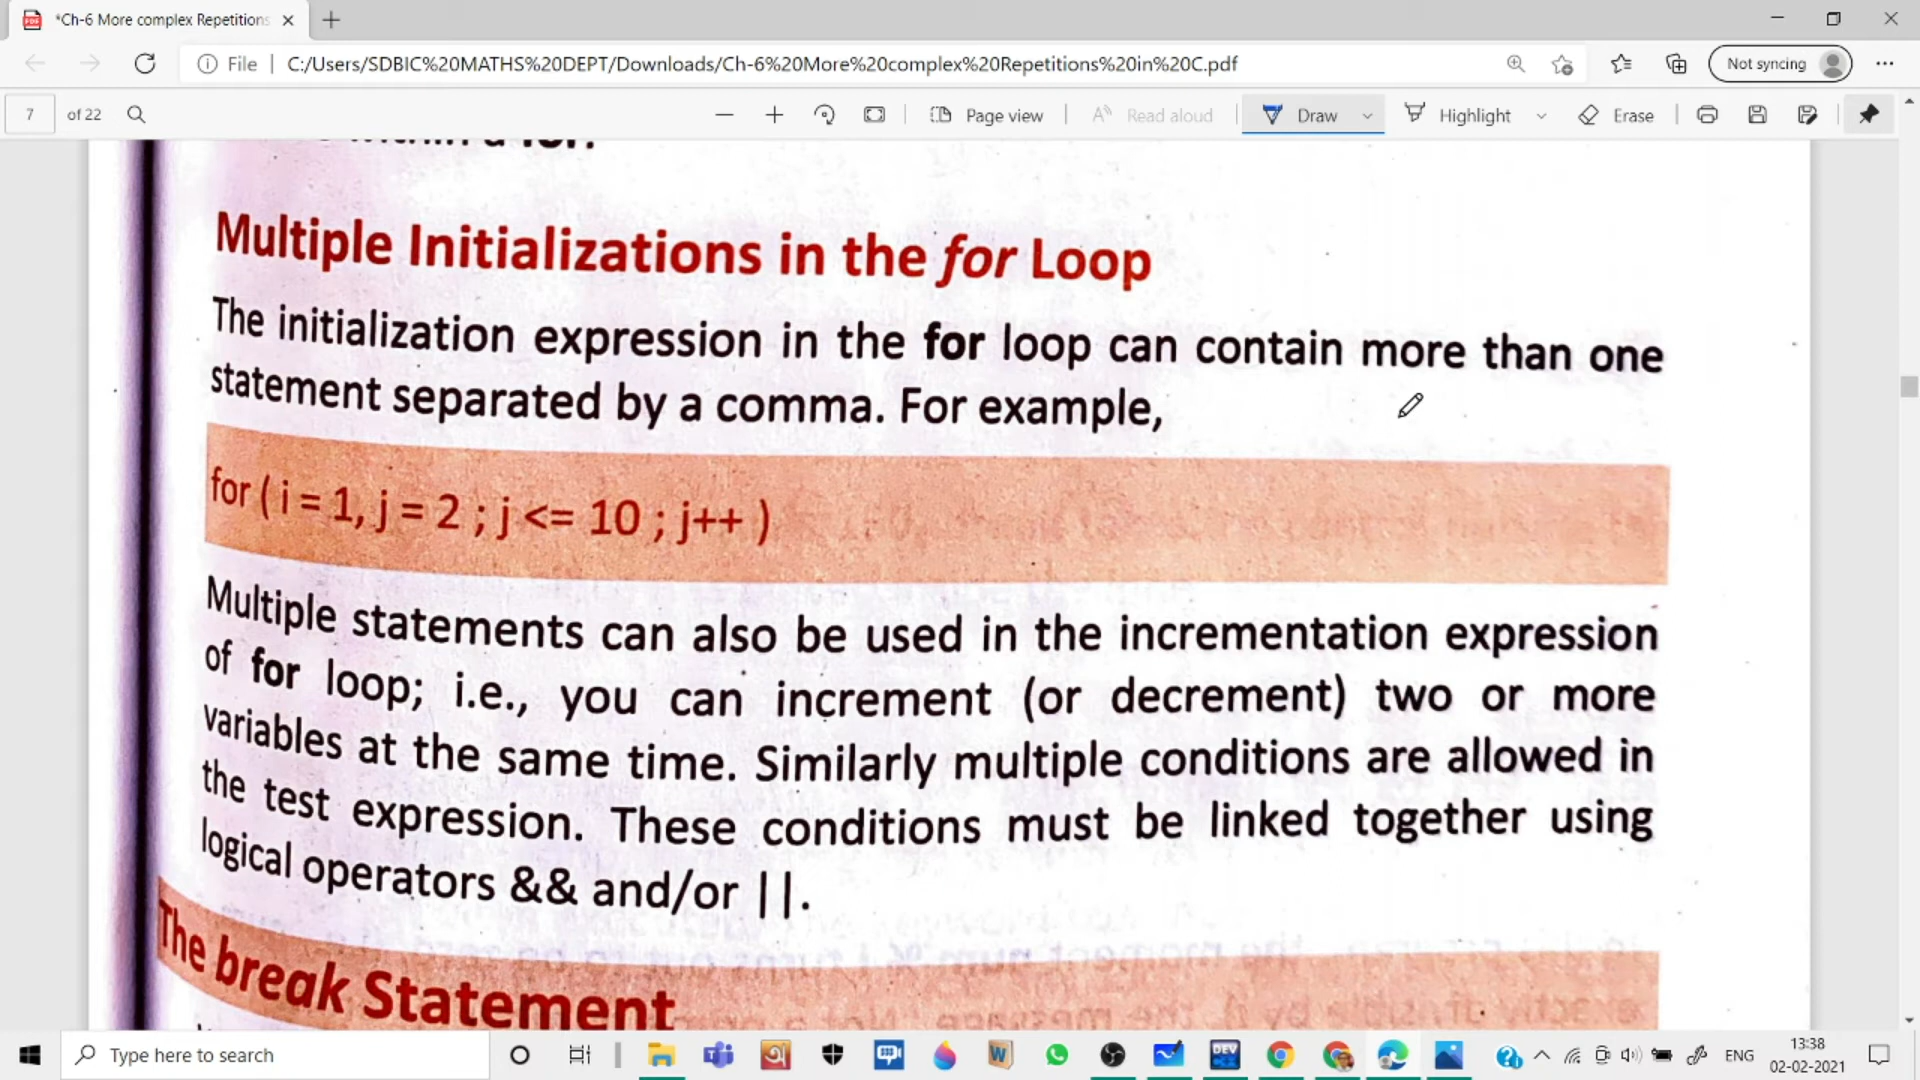 *Ch-6 More complex Repetitions
File
C:/Users/SDBIC%20MATHS%20DEPT/Downloads/Ch-6%20More%20complex%20Repetitions%20in%20C.pdf
Not syncing
7 of 22
Page view
Read aloud
Draw
Highlight
Erase
Multiple Initializations in the for Loop
The initialization expression in the for loop can contain more than one
statement separated by a comma. For example,
for ( i = 1, j = 2 ; j <= 10 ; j++ )
Multiple statements can also be used in the incrementation expression
of for loop; i.e., you can increment (or decrement) two or more
variables at the same time. Similarly multiple conditions are allowed in
the test expression. These conditions must be linked together using
logical operators && and/or ||.
The break Statement
Type here to search
DEV
ENG
13:38
02-02-2021